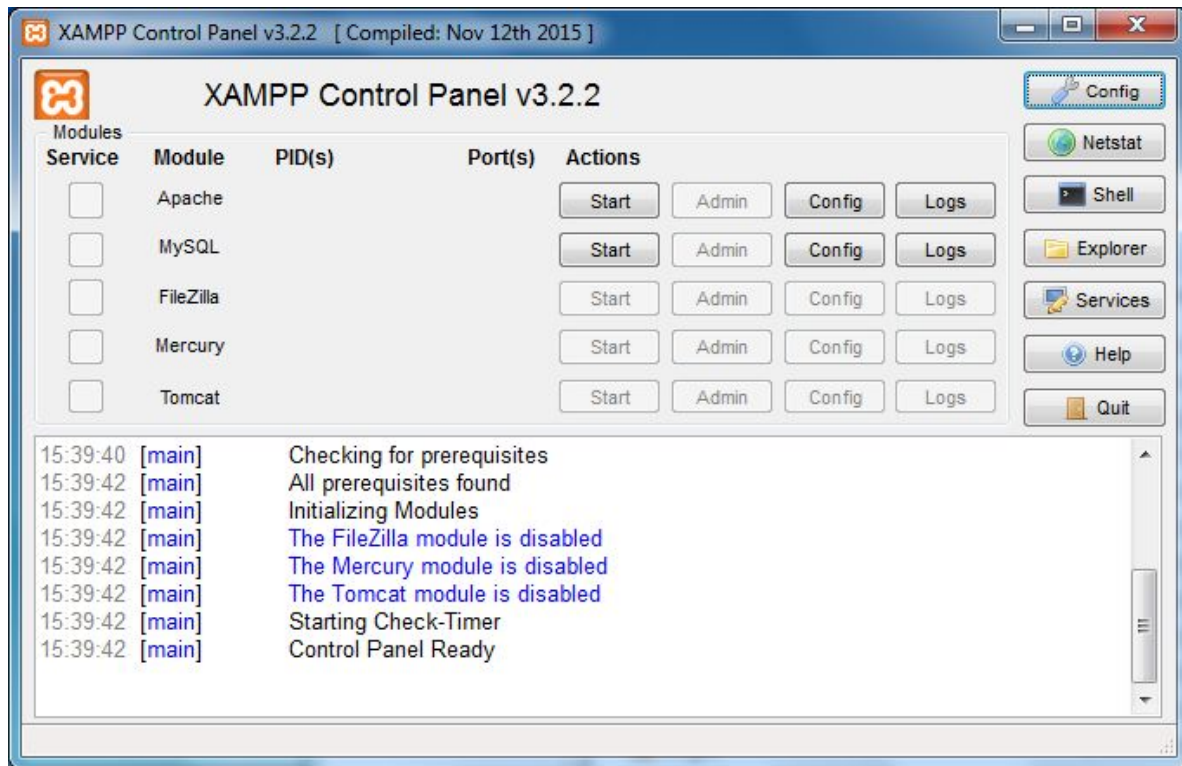 XAMPP Control Panel v3.2.2 [ Compiled: Nov 12th 2015 ]
XAMPP Control Panel v3.2.2
Config
Modules
Service Module PID(s) Port(s) Actions
Netstat
Apache Start Admin Config Logs
Shell
MySQL Start Admin Config Logs
Explorer
FileZilla Start Admin Config Logs
Services
Mercury Start Admin Config Logs
Help
Tomcat Start Admin Config Logs
Quit
15:39:40 [main] Checking for prerequisites
15:39:42 [main] All prerequisites found
15:39:42 [main] Initializing Modules
15:39:42 [main] The FileZilla module is disabled
15:39:42 [main] The Mercury module is disabled
15:39:42 [main] The Tomcat module is disabled
15:39:42 [main] Starting Check-Timer
15:39:42 [main] Control Panel Ready